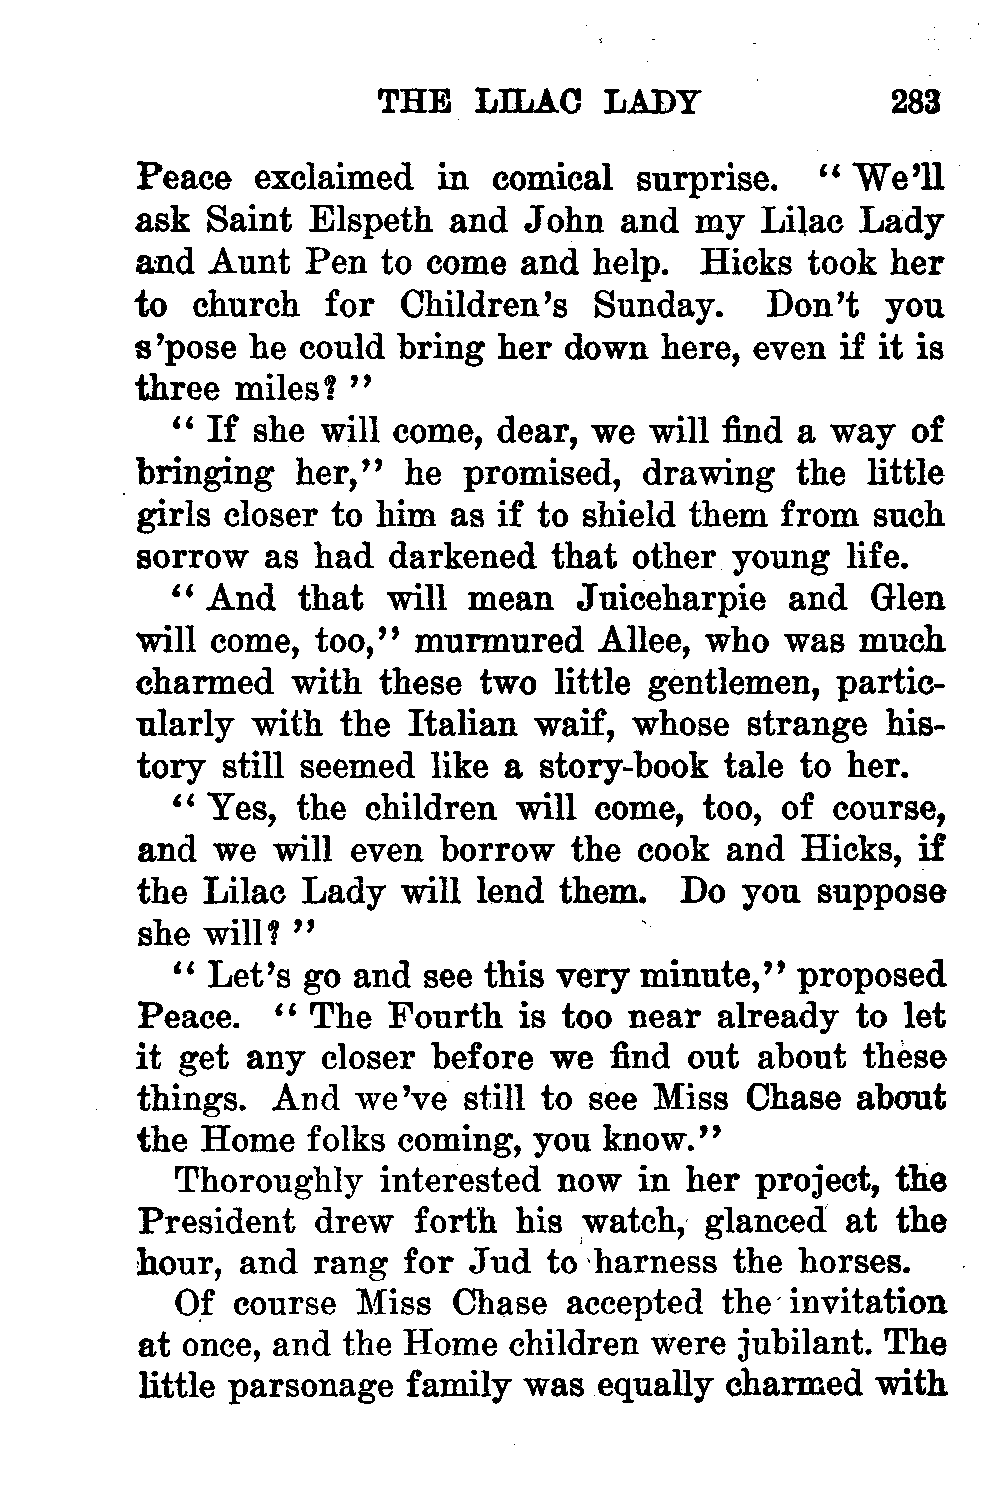 THE LILAC LADY 283
Peace exclaimed in comical surprise. “ We’ll
ask Saint Elspeth and John and my Lilac Lady
and Aunt Pen to come and help. Hicks took her
to church for Children’s Sunday. Don’t you
s’pose he could bring her down here, even if it is
three miles? ”
“ If she will come, dear, we will find a way of
bringing her,” he promised, drawing the little
girls closer to him as if to shield them from such
sorrow as had darkened that other young life.
“ And that will mean Juiceharpie and Glen
will come, too,” murmured Allee, who was much
charmed with these two little gentlemen, partic-
ularly with the Italian waif, whose strange his-
tory still seemed like a story-book tale to her.
“ Yes, the children will come, too, of course,
and we will even borrow the cook and Hicks, if
the Lilac Lady will lend them. Do you suppose
she will? ”
“ Let’s go and see this very minute,” proposed
Peace. “ The Fourth is too near already to let
it get any closer before we find out about these
things. And we’ve still to see Miss Chase about
the Home folks coming, you know.”
Thoroughly interested now in her project, the
President drew forth his watch, glanced at the
hour, and rang for Jud to harness the horses.
Of course Miss Chase accepted the invitation
at once, and the Home children were jubilant. The
little parsonage family was equally charmed with